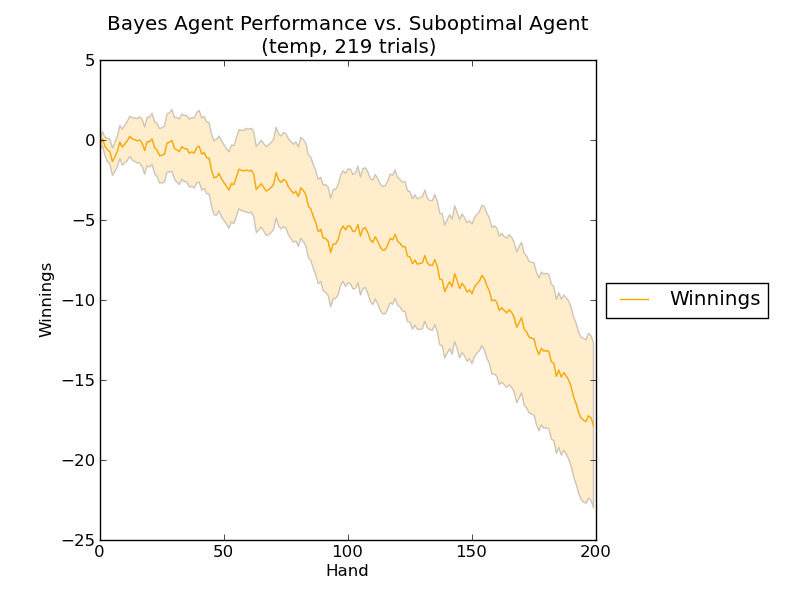 Bayes Agent Performance vs. Suboptimal Agent
(temp, 219 trials)
5
0
−5
−10
−15
−20
−25
Winnings
0 50 100 150 200
Hand
Winnings